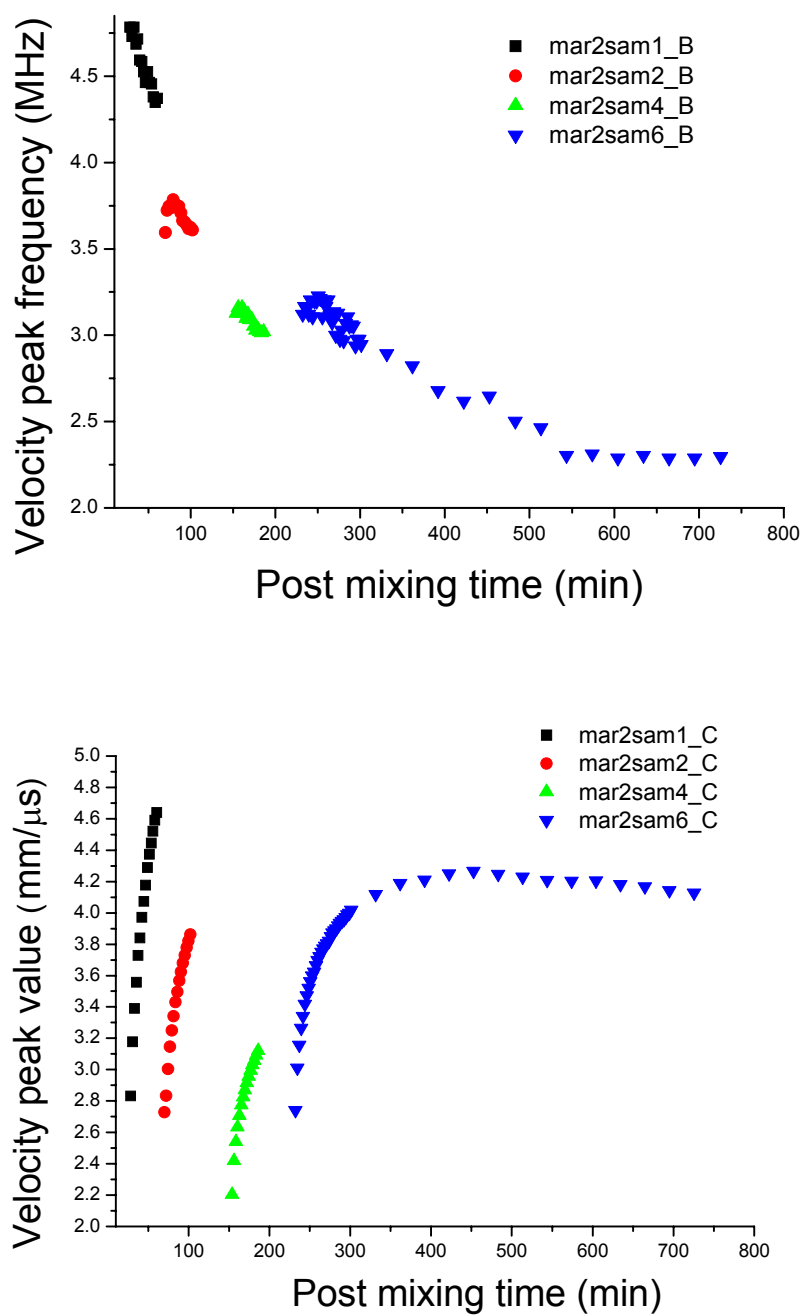 mar2sam1_B
mar2sam2_B
mar2sam4_B
mar2sam6_B
Velocity peak frequency (MHz)
4.5
4.0
3.5
3.0
2.5
2.0
100 200 300 400 500 600 700 800
Post mixing time (min)
mar2sam1_C
mar2sam2_C
mar2sam4_C
mar2sam6_C
Velocity peak value (mm/μs)
5.0
4.8
4.6
4.4
4.2
4.0
3.8
3.6
3.4
3.2
3.0
2.8
2.6
2.4
2.2
2.0
100 200 300 400 500 600 700 800
Post mixing time (min)